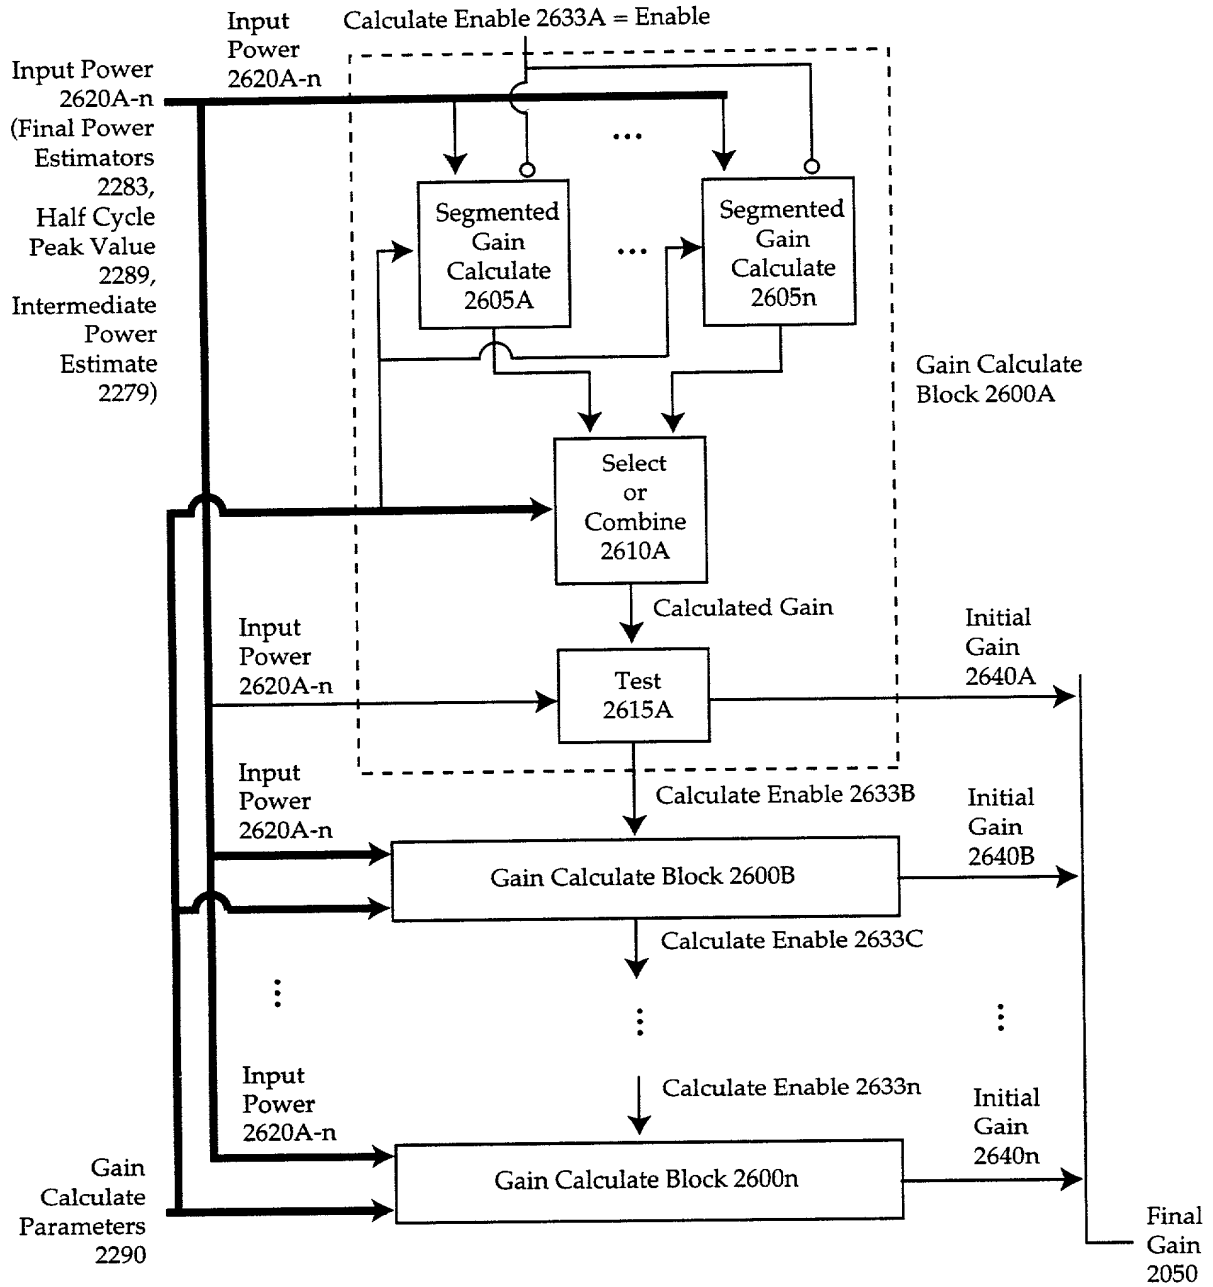 Input
Power
2620A-n
Calculate Enable 2633A = Enable
Input Power
2620A-n
(Final Power
Estimators
2283,
Half Cycle
Peak Value
2289,
Intermediate
Power
Estimate
2279)
...
Segmented
Gain
Calculate
2605A
...
Segmented
Gain
Calculate
2605n
Gain Calculate
Block 2600A
Select
or
Combine
2610A
Calculated Gain
Input
Power
2620A-n
Test
2615A
Initial
Gain
2640A
Input
Power
2620A-n
Calculate Enable 2633B
Initial
Gain
2640B
Gain Calculate Block 2600B
Calculate Enable 2633C
Input
Power
2620A-n
Calculate Enable 2633n
Initial
Gain
2640n
Gain Calculate Block 2600n
Gain
Calculate
Parameters
2290
Final
Gain
2050